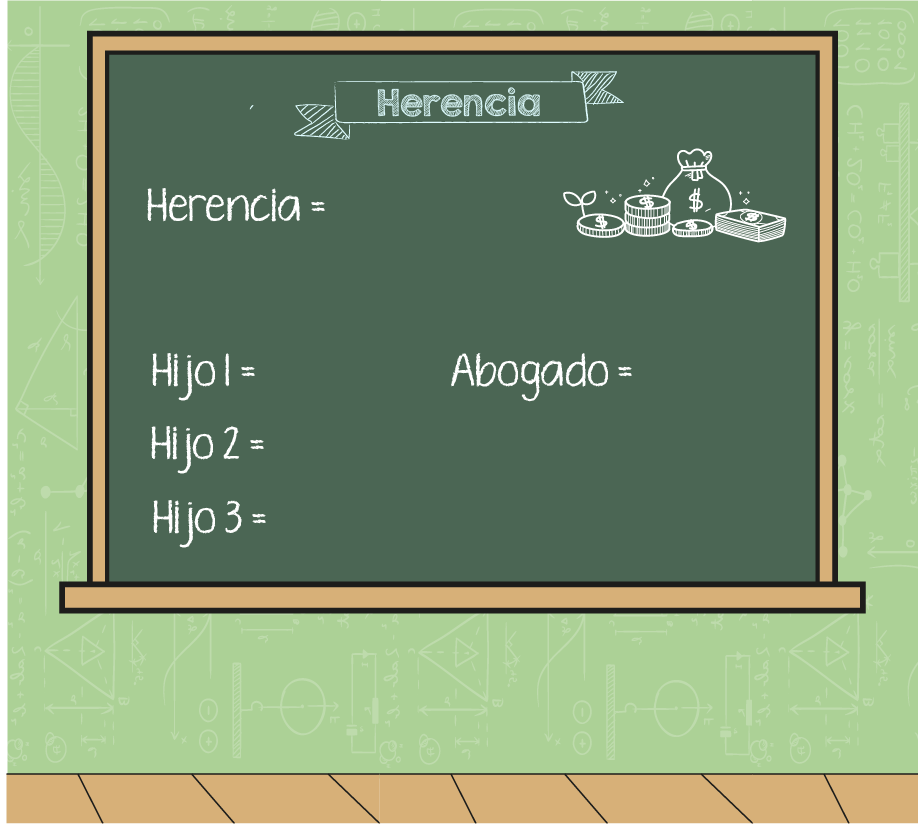 Herencia
Herencia =
Hijo 1 =
Abogado =
Hijo 2 =
Hijo 3 =